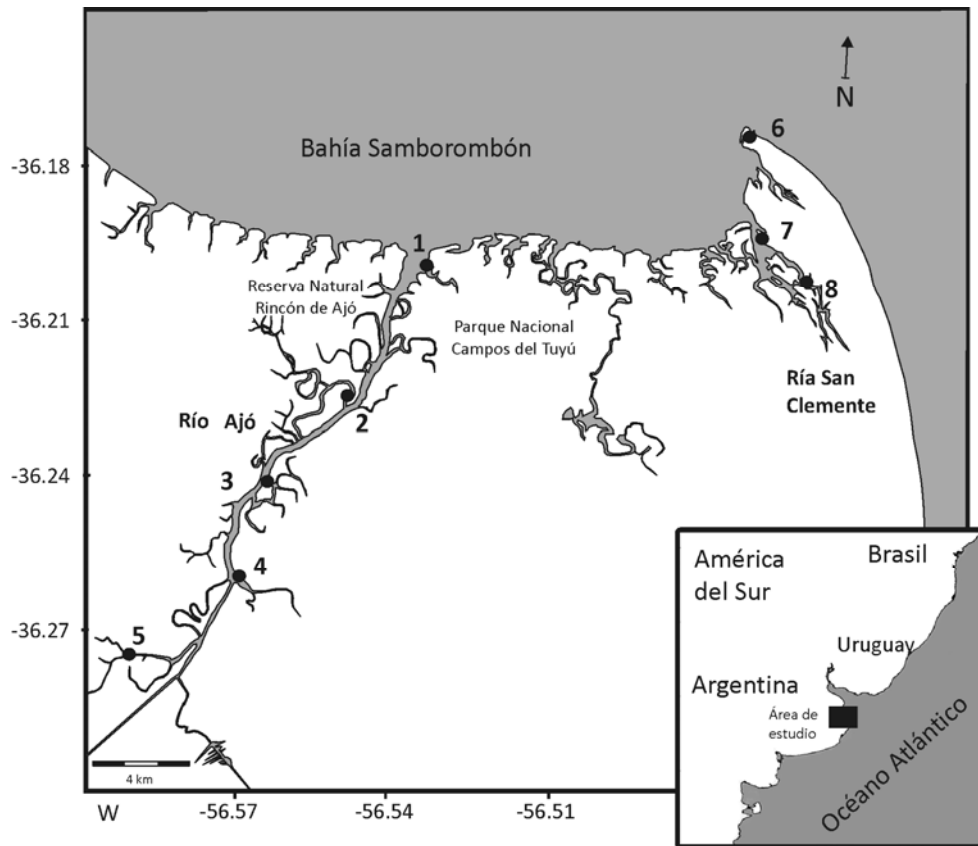 6
N
Bahía Samborombón
-36.18
7
1
Reserva Natural
Rincón de Ajó
8
-36.21
Parque Nacional
Campos del Tuyú
Ría San
Clemente
2
Río Ajó
-36.24
3
4
América
del Sur
Brasil
-36.27
5
Uruguay
Argentina
Área de
estudio
Océano Atlántico
4 km
W
-56.57
-56.54
-56.51